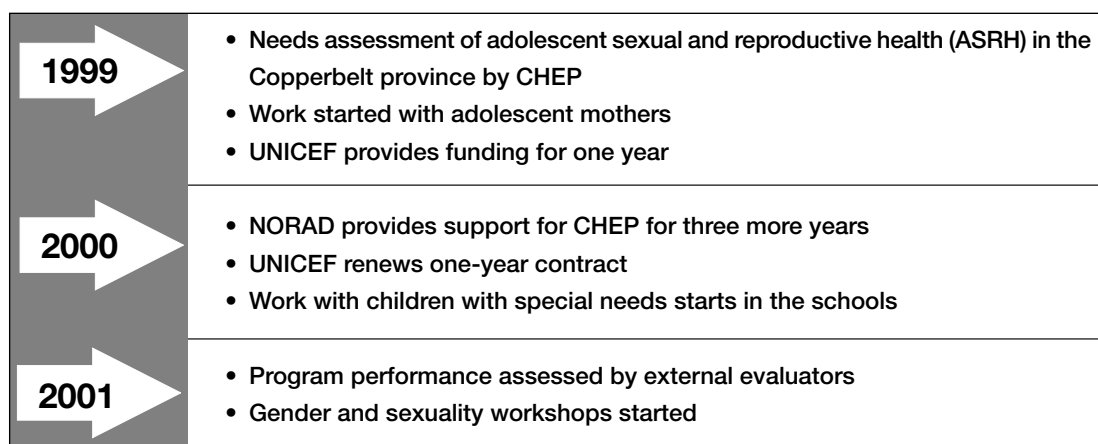 1999
• Needs assessment of adolescent sexual and reproductive health (ASRH) in the
Copperbelt province by CHEP
• Work started with adolescent mothers
• UNICEF provides funding for one year
2000
• NORAD provides support for CHEP for three more years
• UNICEF renews one-year contract
• Work with children with special needs starts in the schools
2001
• Program performance assessed by external evaluators
• Gender and sexuality workshops started